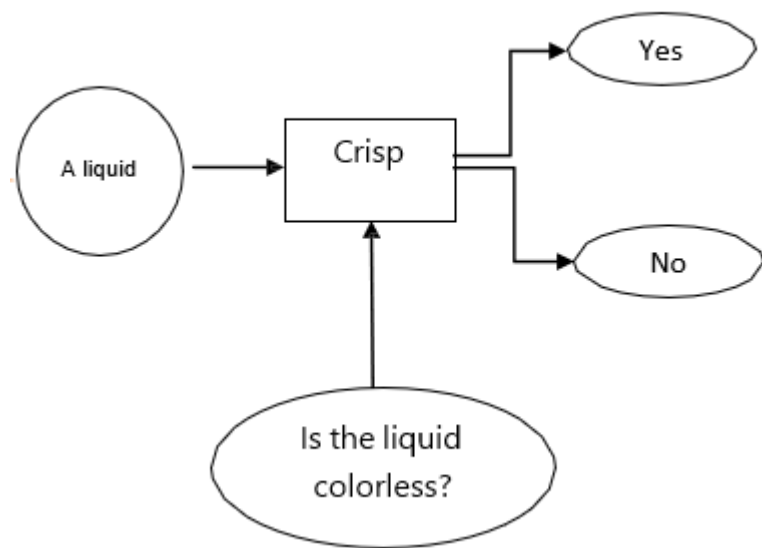 Yes
Crisp
A liquid
No
Is the liquid
colorless?